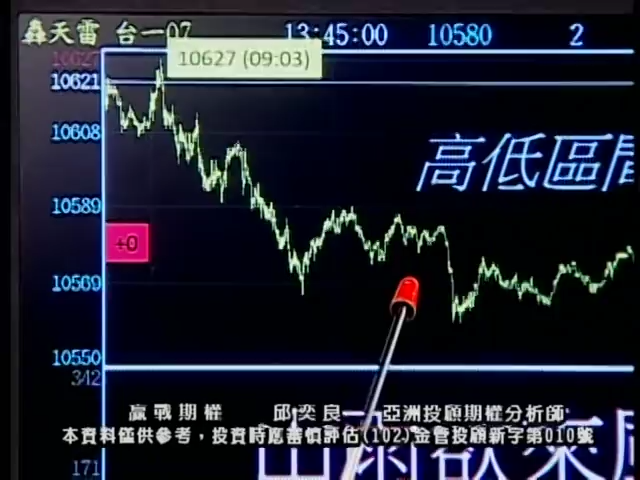 轟天雷 台一07 13:45:00 10580 2
10627
10627 (09:03)
10621
10608
高低區間
10589
+0
10569
10550
342
贏戰期權 邱奕良 亞洲投顧期權分析師
本資料僅供參考，投資時應審慎評估(102)金管投顧新字第010號
171